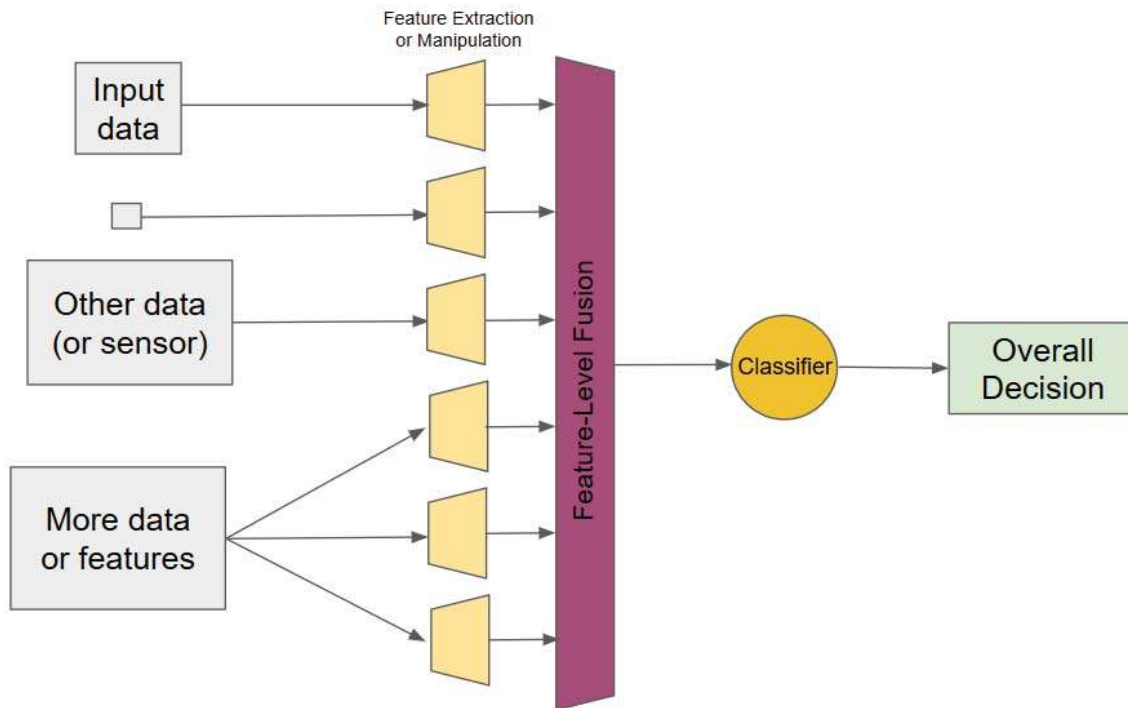 Feature Extraction
or Manipulation
Input
data
Other data
(or sensor)
More data
or features
Feature-Level Fusion
Classifier
Overall
Decision